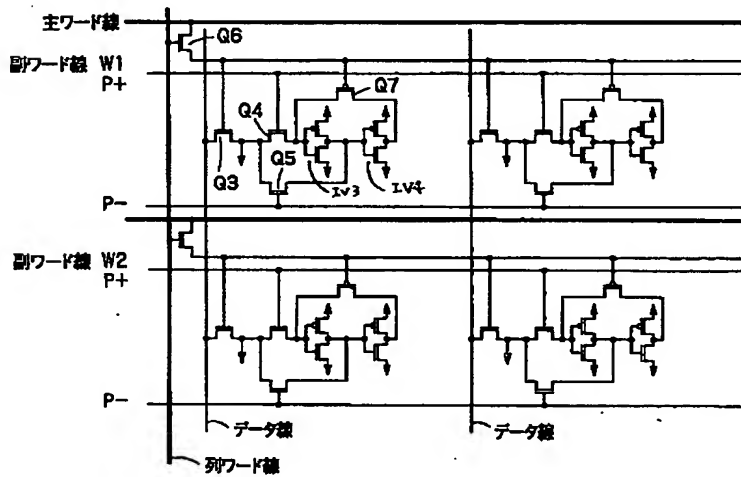 主ワード線
Q6
副ワード線 W1
P+
Q7
Q4
Q5
Q3
IV3
IV4
P−
副ワード線 W2
P+
P−
データ線
データ線
列ワード線